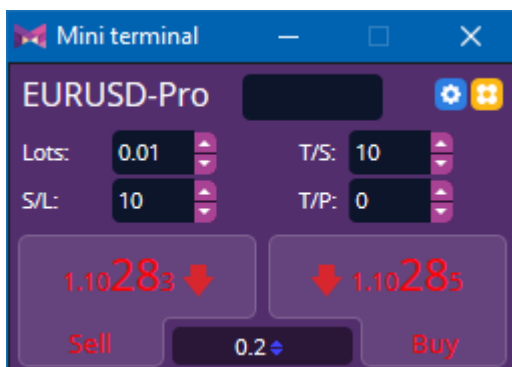 Mini terminal
EURUSD-Pro
Lots: 0.01 T/S: 10
S/L: 10 T/P: 0
1.10283 1.10285
Sell 0.2 Buy